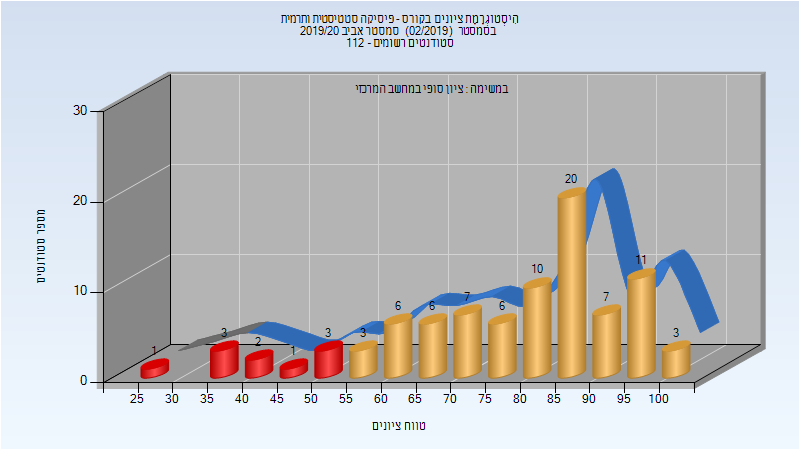 היסטוגרמת ציונים בקורס - פיסיקה סטטיסטית ותרמית
בסמסטר (02/2019) סמסטר אביב 2019/20
סטודנטים רשומים - 112
במשימה : ציון סופי במחשב המרכזי
30
20
10
0
מספר סטודנטים
1
3
2
1
3
3
6
6
7
6
10
20
7
11
3
25 30 35 40 45 50 55 60 65 70 75 80 85 90 95 100
טווח ציונים